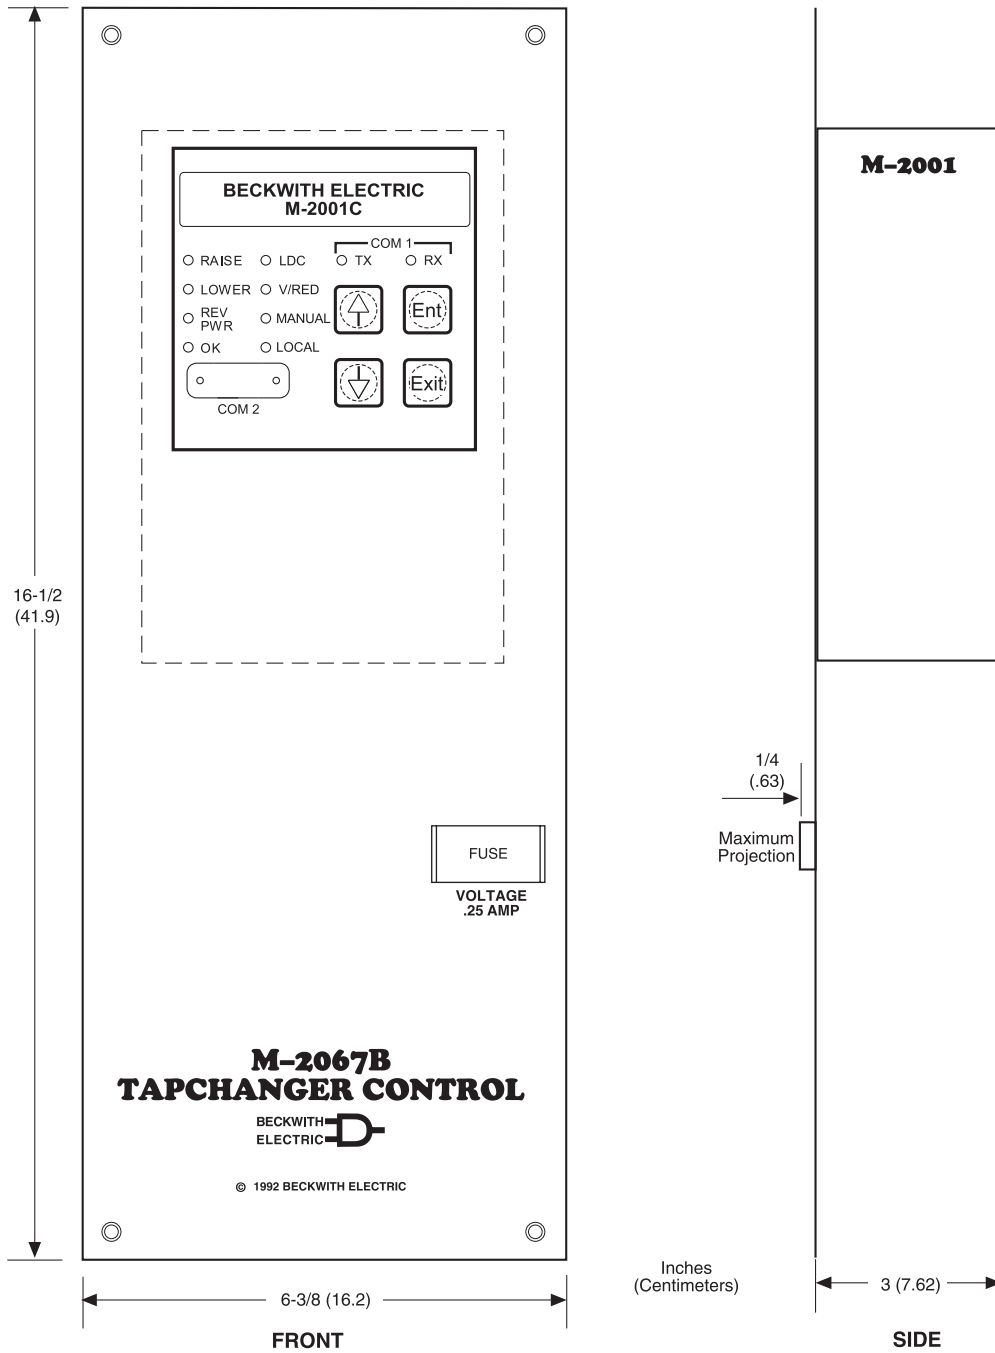 BECKWITH ELECTRIC
M-2001C
COM 1
RAISE
LDC
TX
RX
LOWER
V/RED
REV
PWR
MANUAL
Ent
OK
LOCAL
Exit
COM 2
16-1/2
(41.9)
FUSE
VOLTAGE
.25 AMP
M–2067B
TAPCHANGER CONTROL
BECKWITH
ELECTRIC
© 1992 BECKWITH ELECTRIC
6-3/8 (16.2)
FRONT
M–2001
1/4
(.63)
Maximum
Projection
Inches
(Centimeters)
3 (7.62)
SIDE